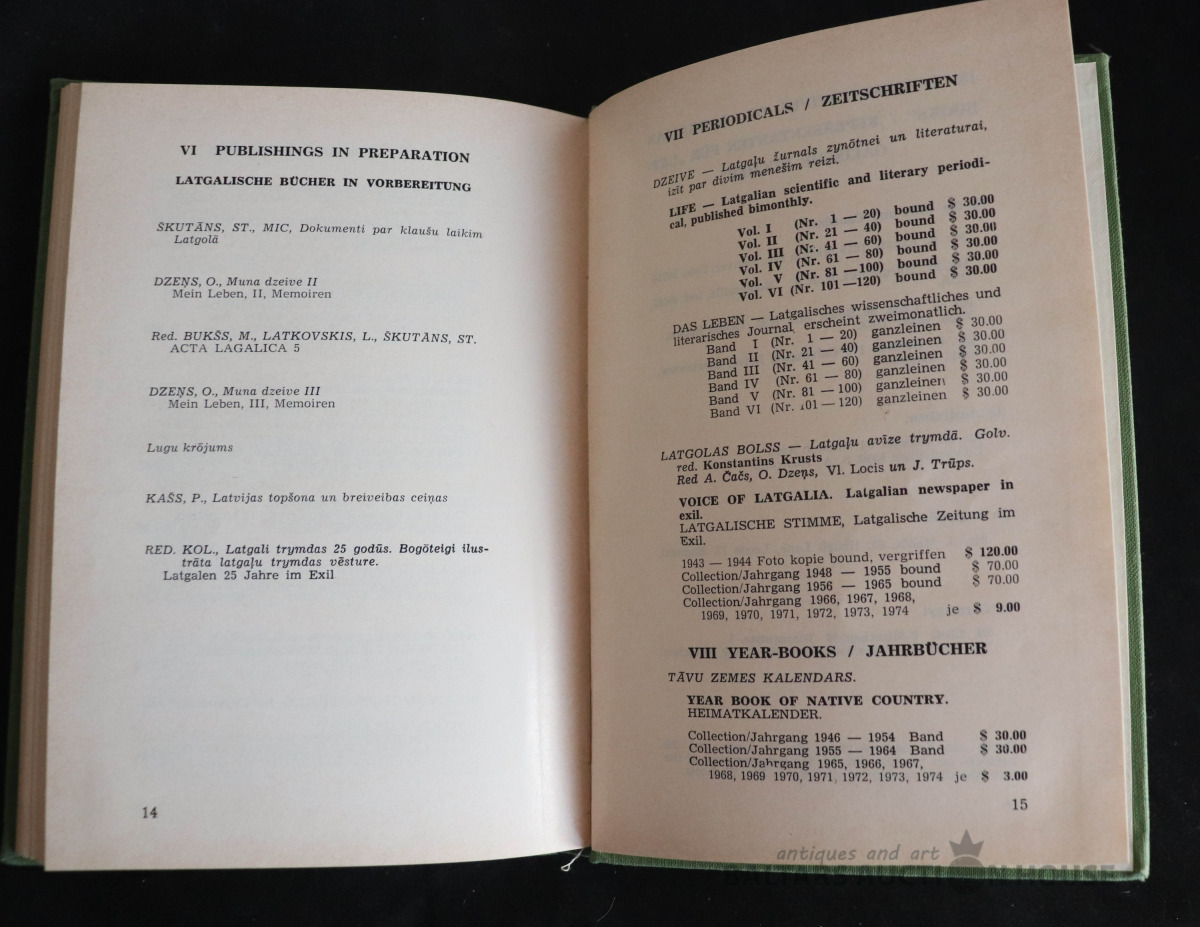 VI PUBLISHINGS IN PREPARATION
LATGALISCHE BÜCHER IN VORBEREITUNG
ŠKUTĀNS, ST., MIC, Dokumenti par klaušu laikim
Latgolā
DZEŅS, O., Muna dzeive II
Mein Leben, II, Memoiren
Red. BUKŠS, M., LATKOVSKIS, L., ŠKUTĀNS, ST.
ACTA LAGALICA 5
DZEŅS, O., Muna dzeive III
Mein Leben, III, Memoiren
Lugu krōjums
KAŠS, P., Latvijas topšona un breiveibas ceiņas
RED. KOL., Latgali trymdas 25 godūs. Bogōteigi ilus-
trāta latgaļu trymdas vēsture.
Latgalen 25 Jahre im Exil
14
VII PERIODICALS / ZEITSCHRIFTEN
DZEIVE — Latgaļu žurnals zynōtnei un literaturai,
izīt par divim menešim reizi.
LIFE — Latgalian scientific and literary periodi-
cal, published bimonthly.
Vol. I (Nr. 1 — 20) bound $ 30.00
Vol. II (Nr. 21 — 40) bound $ 30.00
Vol. III (Nr. 41 — 60) bound $ 30.00
Vol. IV (Nr. 61 — 80) bound $ 30.00
Vol. V (Nr. 81 —100) bound $ 30.00
Vol. VI (Nr. 101 —120) bound $ 30.00
DAS LEBEN — Latgalisches wissenschaftliches und
literarisches Journal, erscheint zweimonatlich.
Band I (Nr. 1 — 20) ganzleinen $ 30.00
Band II (Nr. 21 — 40) ganzleinen $ 30.00
Band III (Nr. 41 — 60) ganzleinen $ 30.00
Band IV (Nr. 61 — 80) ganzleinen $ 30.00
Band V (Nr. 81 — 100) ganzleinen $ 30.00
Band VI (Nr. 101 — 120) ganzleinen $ 30.00
LATGOLAS BOLSS — Latgaļu avīze trymdā. Golv.
red. Konstantins Krusts
Red A. Čačs, O. Dzeņs, Vl. Locis un J. Trūps.
VOICE OF LATGALIA. Latgalian newspaper in
exil.
LATGALISCHE STIMME, Latgalische Zeitung im
Exil.
1943 — 1944 Foto kopie bound, vergriffen $ 120.00
Collection/Jahrgang 1948 — 1955 bound $ 70.00
Collection/Jahrgang 1956 — 1965 bound $ 70.00
Collection/Jahrgang 1966, 1967, 1968,
1969, 1970, 1971, 1972, 1973, 1974 je $ 9.00
VIII YEAR-BOOKS / JAHRBÜCHER
TĀVU ZEMES KALENDARS.
YEAR BOOK OF NATIVE COUNTRY.
HEIMATKALENDER.
Collection/Jahrgang 1946 — 1954 Band $ 30.00
Collection/Jahrgang 1955 — 1964 Band $ 30.00
Collection/Jahrgang 1965, 1966, 1967,
1968, 1969 1970, 1971, 1972, 1973, 1974 je $ 3.00
15
antiques and art